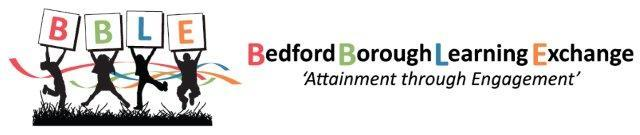 B B L E
Bedford Borough Learning Exchange
'Attainment through Engagement'